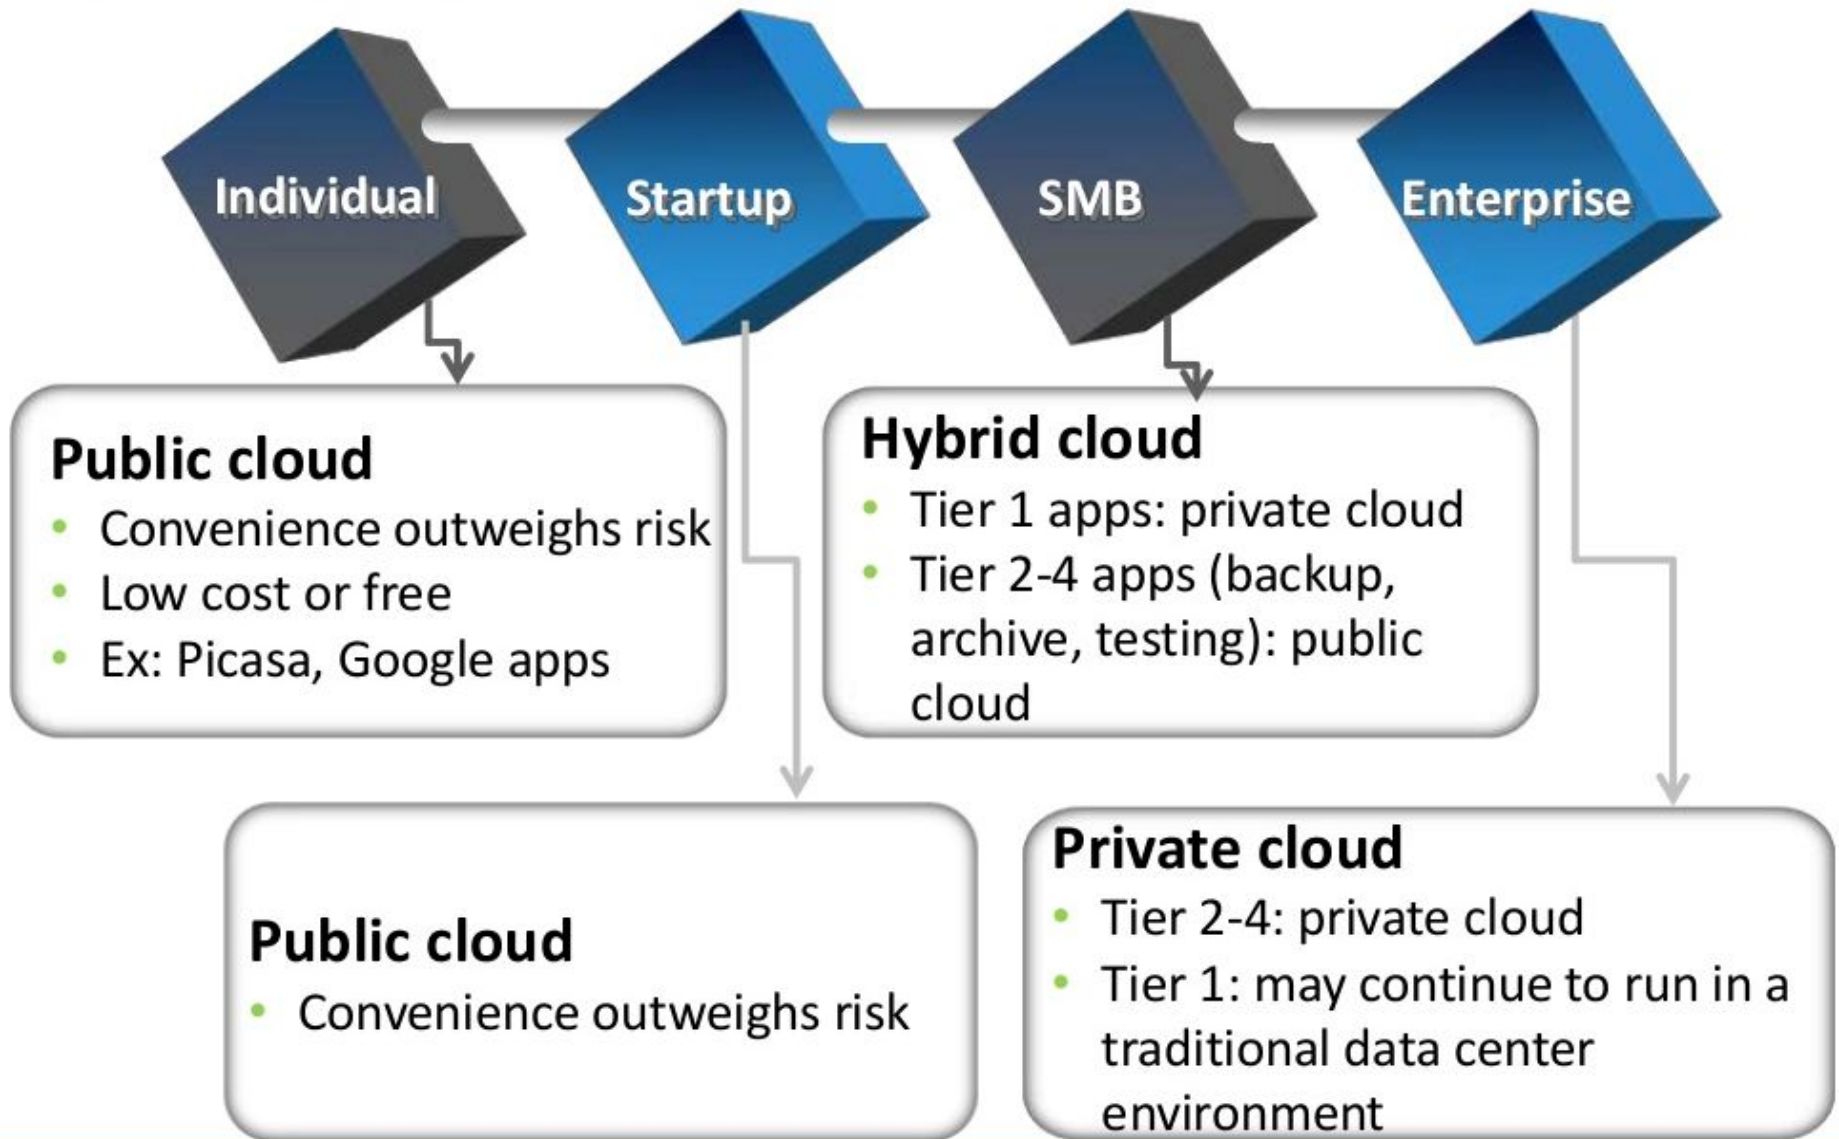 Individual
Startup
SMB
Enterprise
Public cloud
• Convenience outweighs risk
• Low cost or free
• Ex: Picasa, Google apps
Hybrid cloud
• Tier 1 apps: private cloud
• Tier 2-4 apps (backup,
archive, testing): public
cloud
Public cloud
• Convenience outweighs risk
Private cloud
• Tier 2-4: private cloud
• Tier 1: may continue to run in a
traditional data center
environment